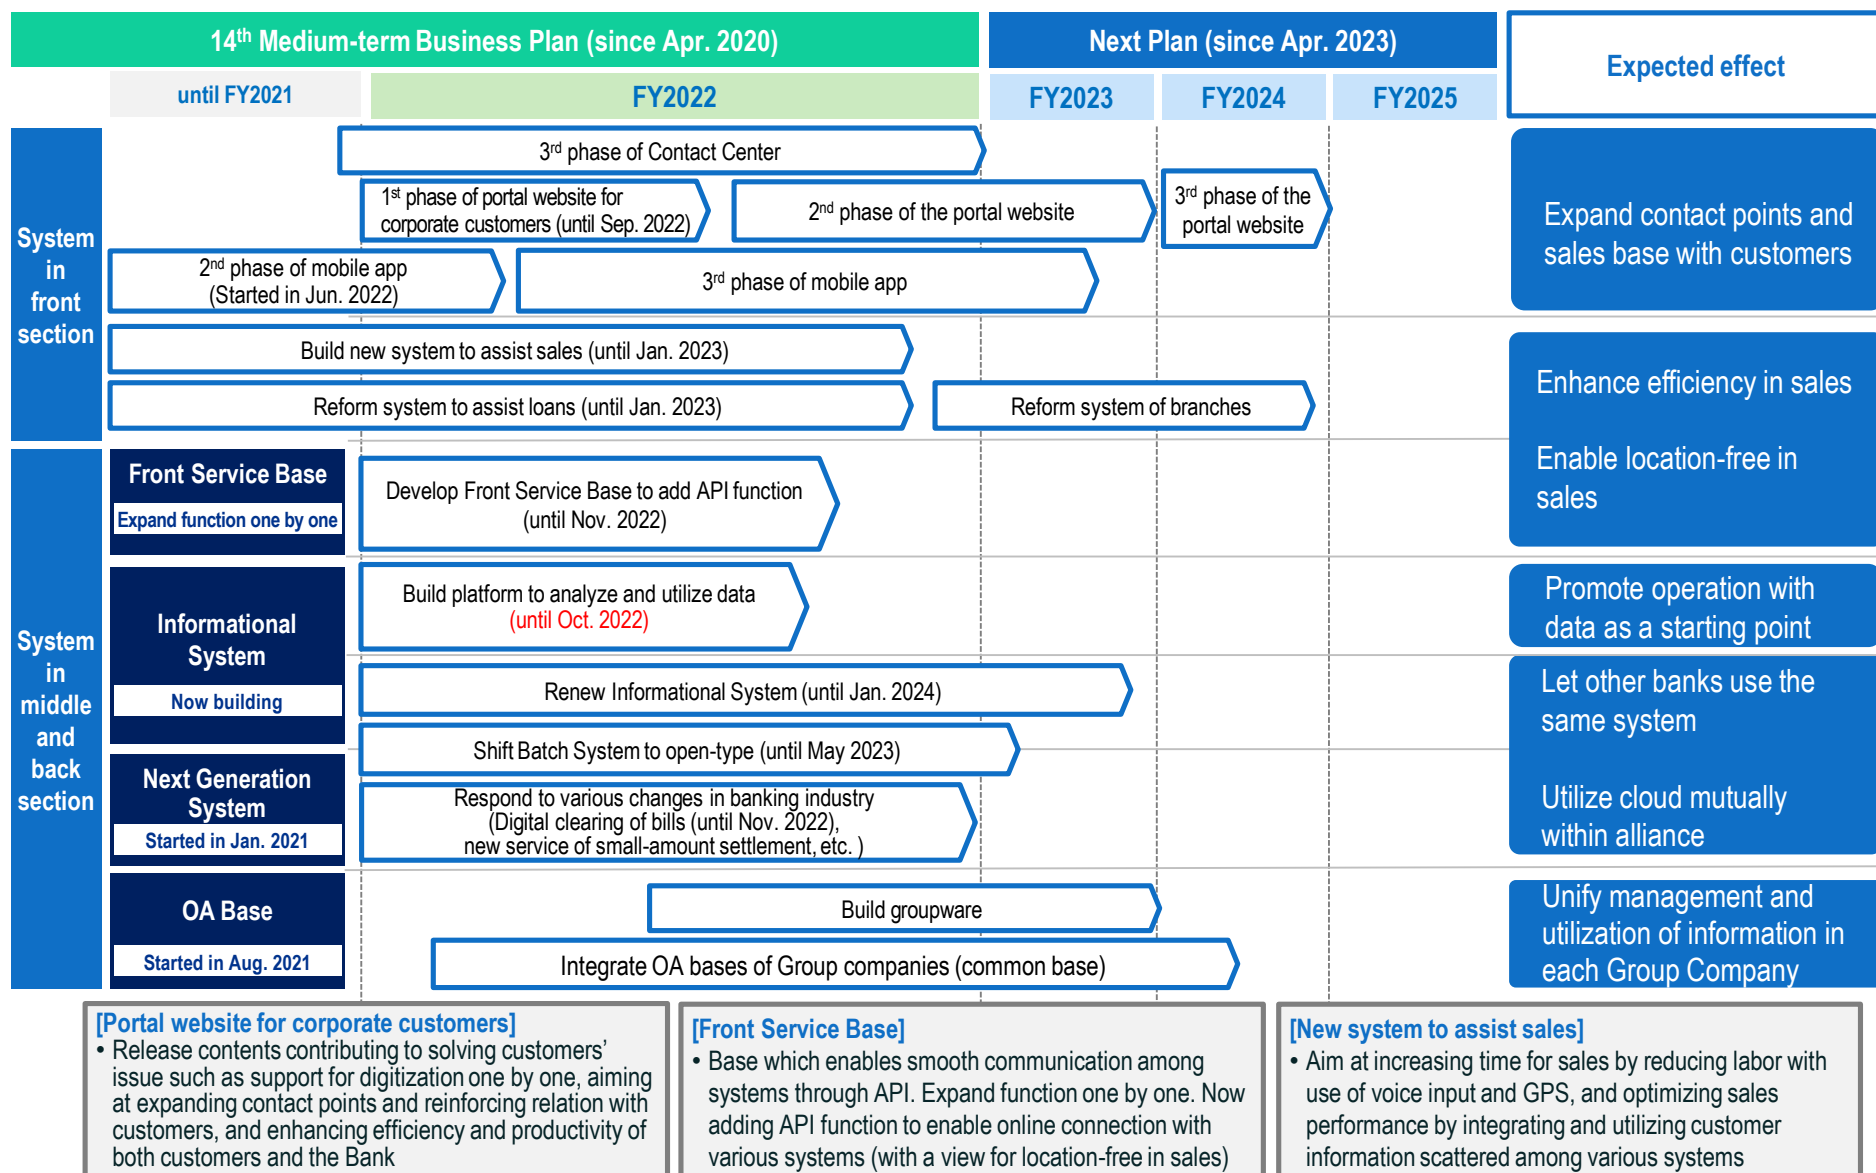 14th Medium-term Business Plan (since Apr. 2020)
Next Plan (since Apr. 2023)
Expected effect
until FY2021
FY2022
FY2023
FY2024
FY2025
System
in
front
section
3rd phase of Contact Center
1st phase of portal website for
corporate customers (until Sep. 2022)
2nd phase of the portal website
3rd phase of the
portal website
2nd phase of mobile app
(Started in Jun. 2022)
3rd phase of mobile app
Expand contact points and
sales base with customers
Build new system to assist sales (until Jan. 2023)
Reform system to assist loans (until Jan. 2023)
Reform system of branches
Enhance efficiency in sales
Enable location-free in
sales
System
in
middle
and
back
section
Front Service Base
Expand function one by one
Develop Front Service Base to add API function
(until Nov. 2022)
Informational
System
Now building
Build platform to analyze and utilize data
(until Oct. 2022)
Promote operation with
data as a starting point
Renew Informational System (until Jan. 2024)
Shift Batch System to open-type (until May 2023)
Let other banks use the
same system
Utilize cloud mutually
within alliance
Next Generation
System
Started in Jan. 2021
Respond to various changes in banking industry
(Digital clearing of bills (until Nov. 2022),
new service of small-amount settlement, etc. )
OA Base
Started in Aug. 2021
Build groupware
Integrate OA bases of Group companies (common base)
Unify management and
utilization of information in
each Group Company
[Portal website for corporate customers]
• Release contents contributing to solving customers'
issue such as support for digitization one by one, aiming
at expanding contact points and reinforcing relation with
customers, and enhancing efficiency and productivity of
both customers and the Bank
[Front Service Base]
• Base which enables smooth communication among
systems through API. Expand function one by one. Now
adding API function to enable online connection with
various systems (with a view for location-free in sales)
[New system to assist sales]
• Aim at increasing time for sales by reducing labor with
use of voice input and GPS, and optimizing sales
performance by integrating and utilizing customer
information scattered among various systems